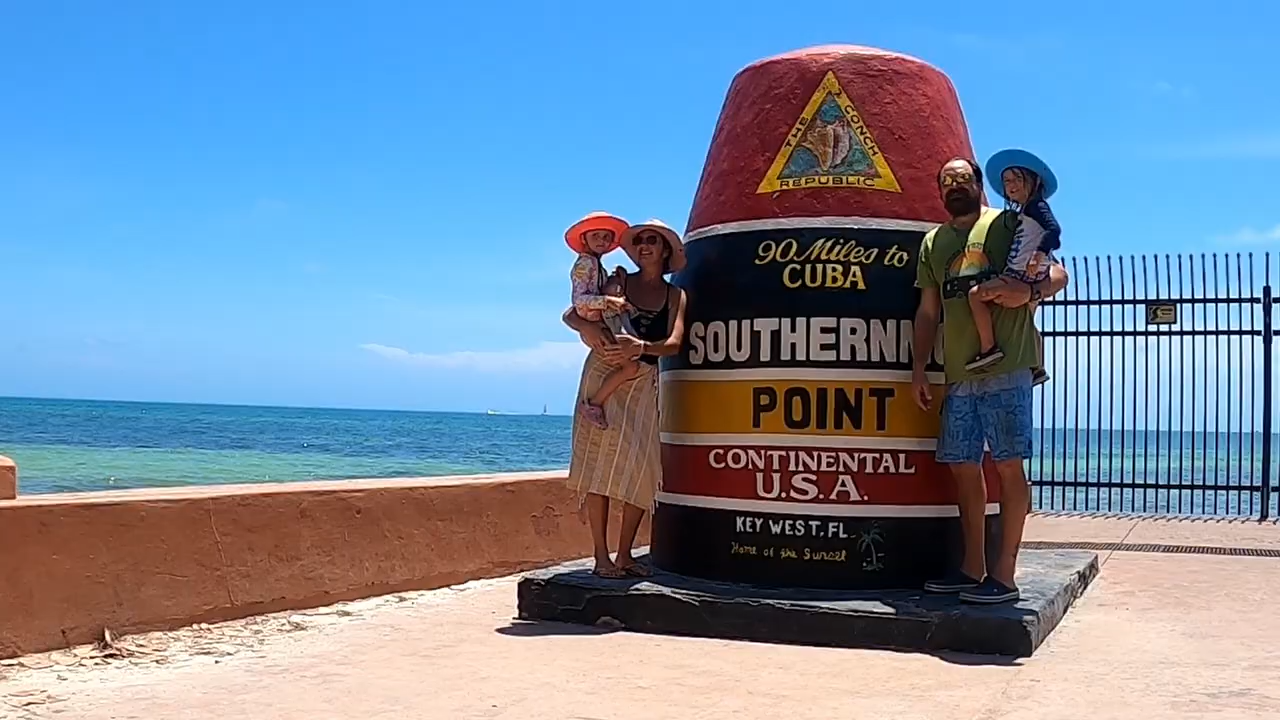 THE CONCH
REPUBLIC
90 Miles to
CUBA
SOUTHERNM
POINT
CONTINENTAL
U.S.A.
KEY WEST, FL
Home of the Sunset